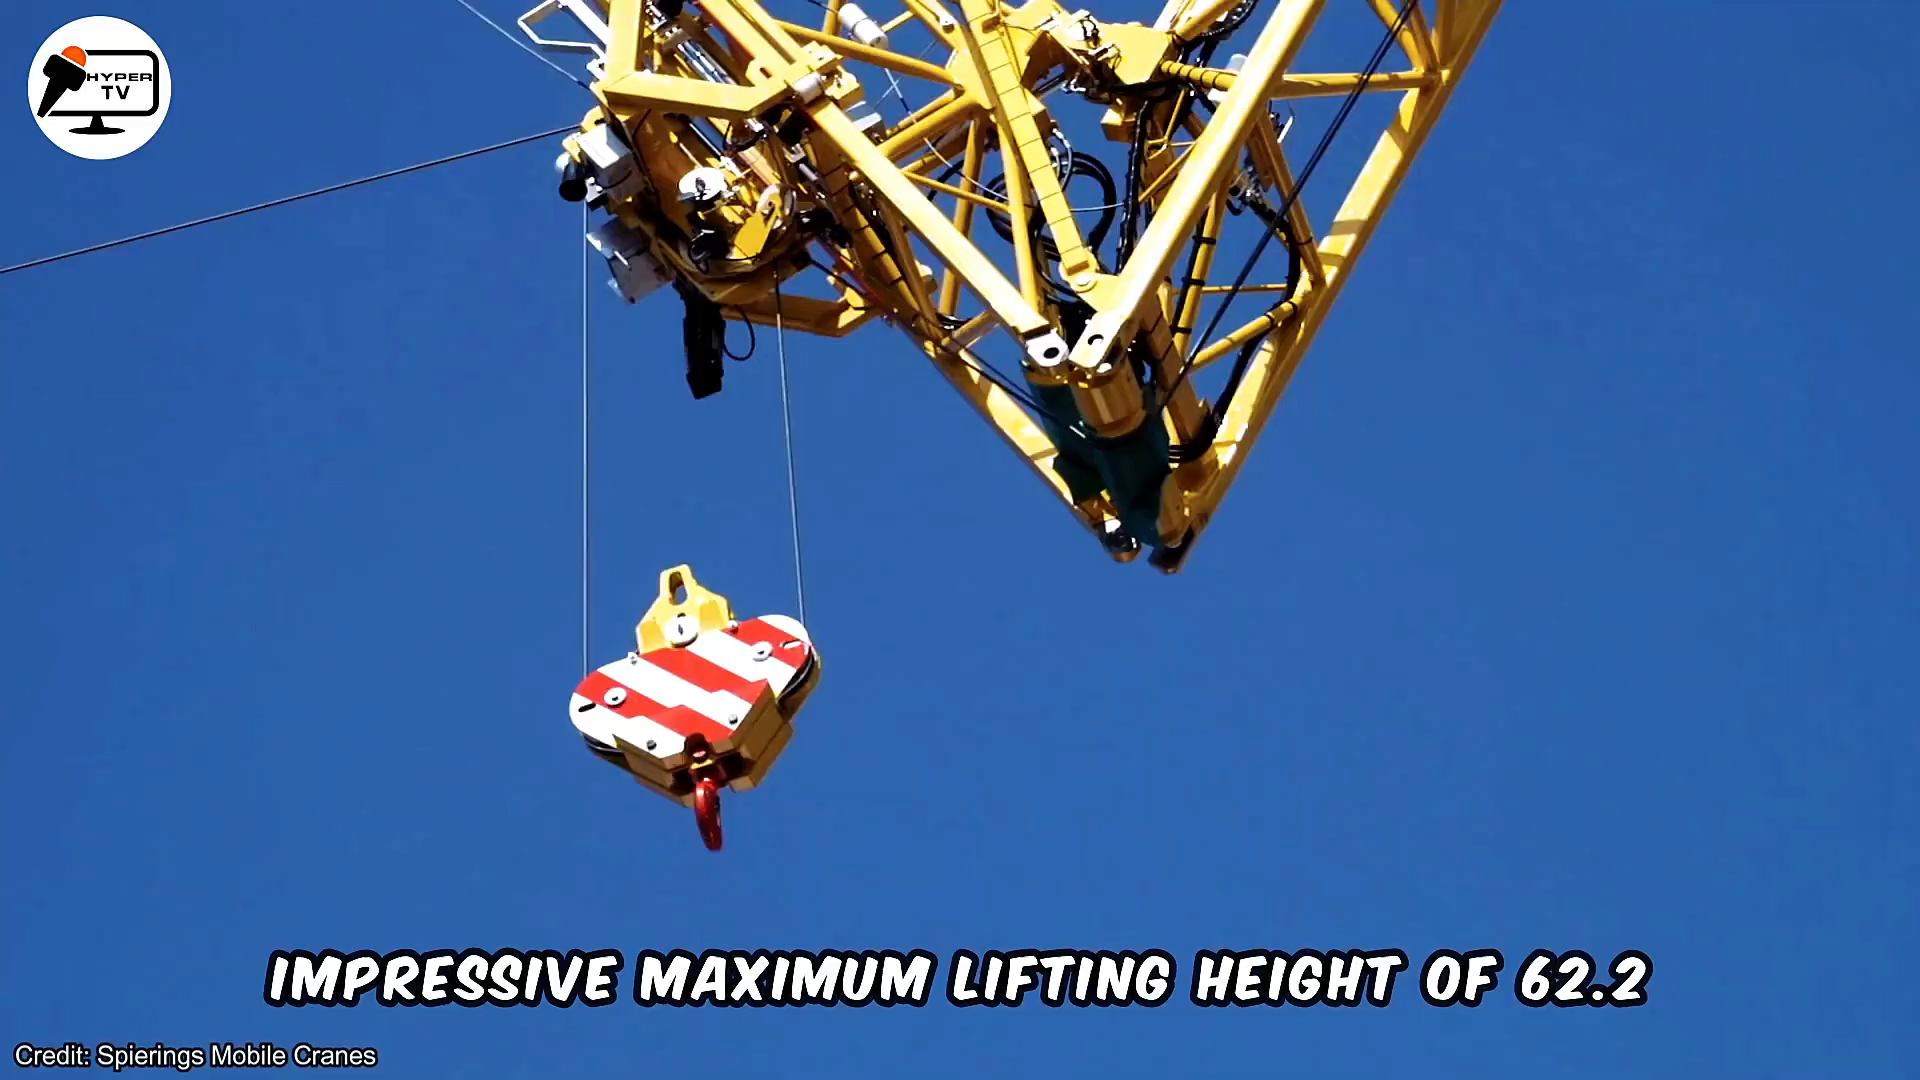 HYPER
TV
IMPRESSIVE MAXIMUM LIFTING HEIGHT OF 62.2
Credit: Spierings Mobile Cranes